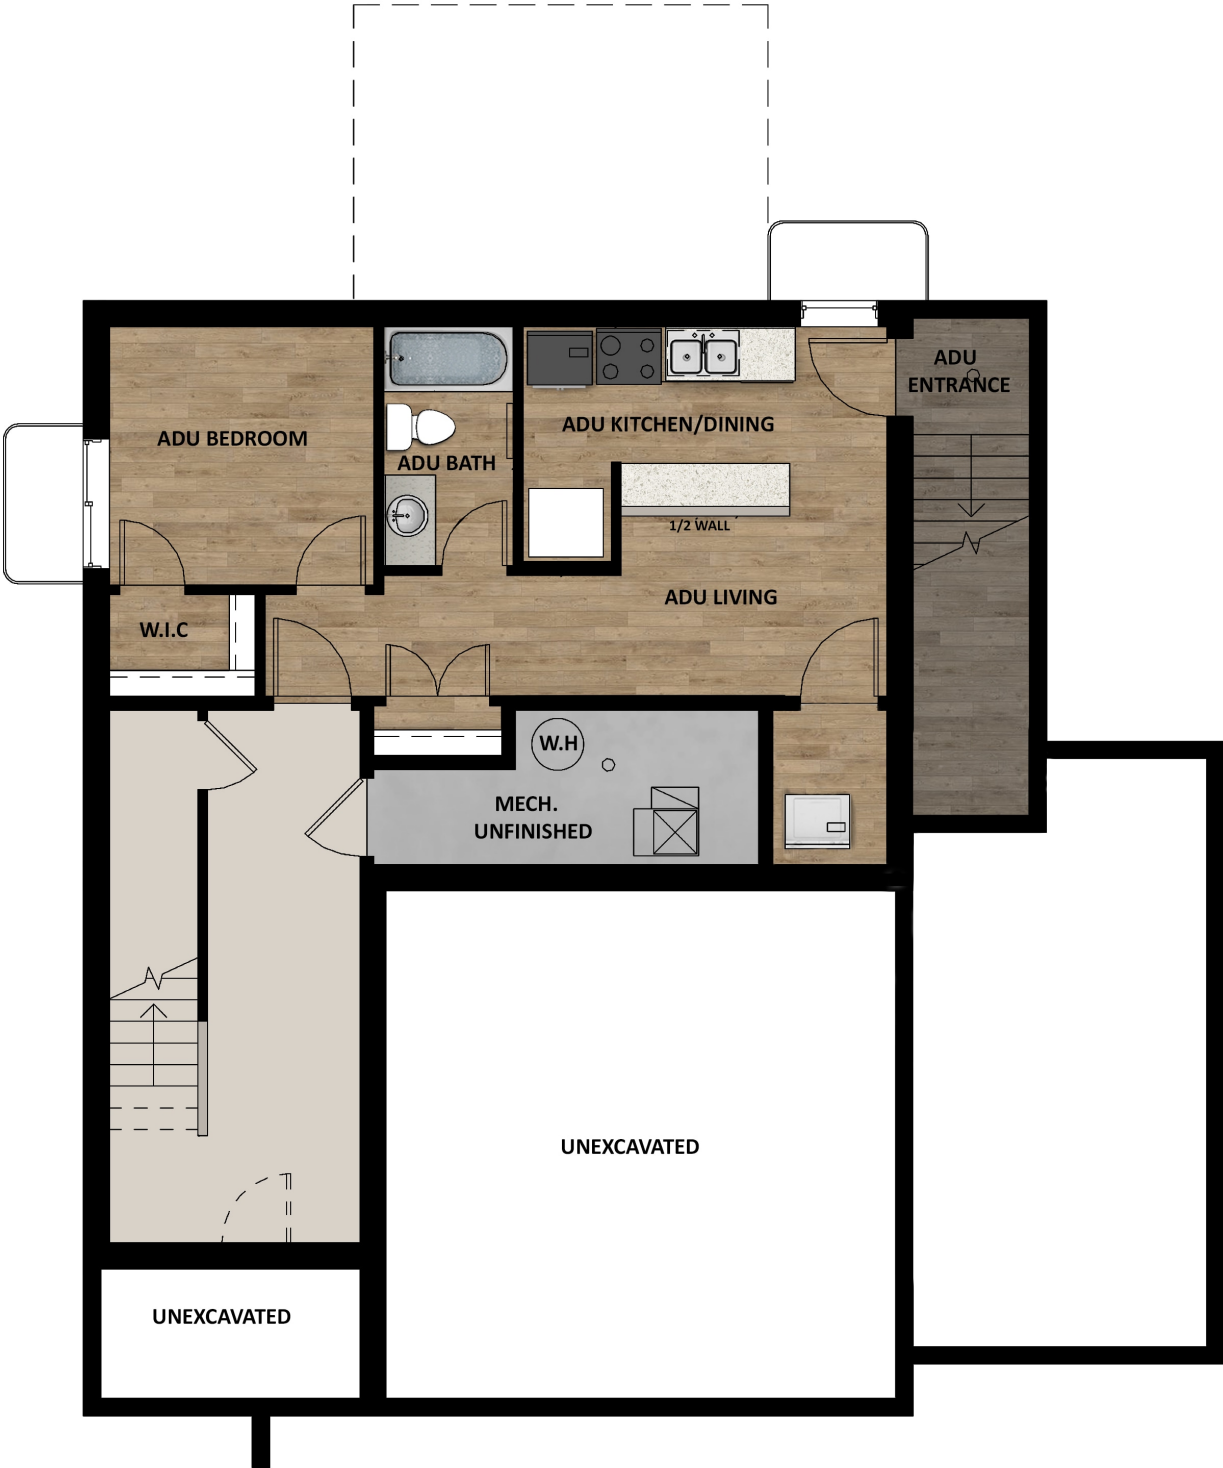 ADU
ENTRANCE
ADU KITCHEN/DINING
ADU BEDROOM
ADU BATH
1/2 WALL
ADU LIVING
W.I.C
W.H
MECH.
UNFINISHED
UNEXCAVATED
UNEXCAVATED